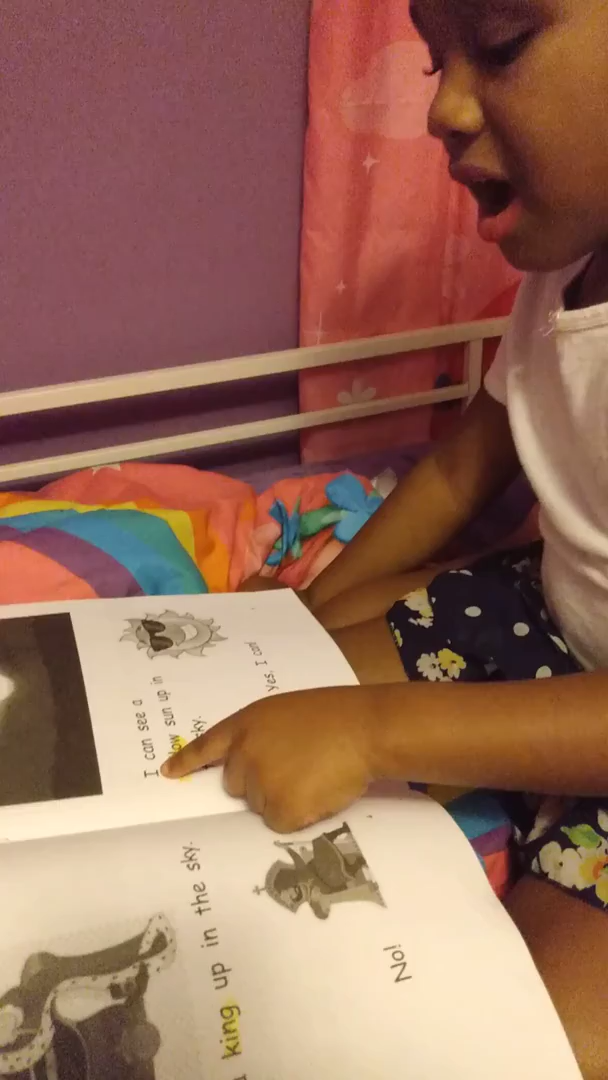 I can see a
sun up in
Yes, I can!
king up in the sky.
No!